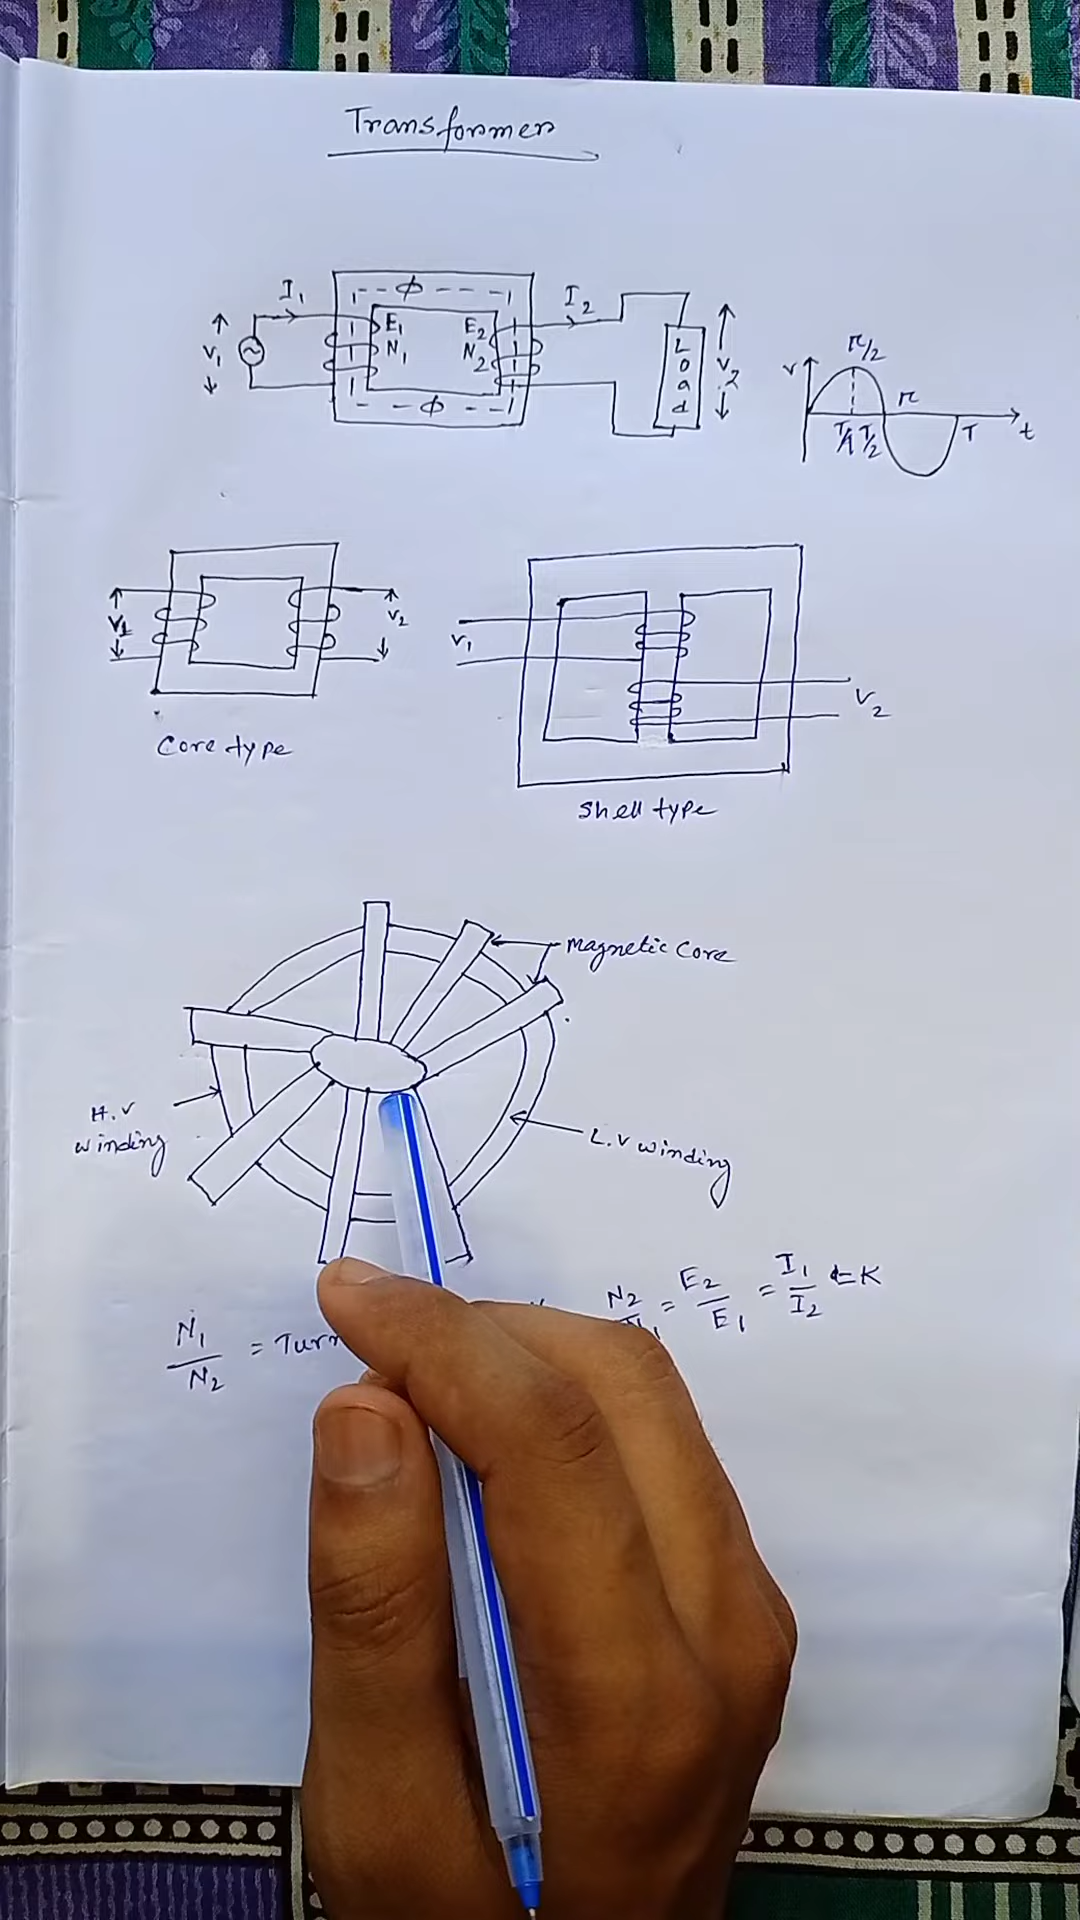 Transformer
I1
Φ
I2
V1
E1
N1
E2
N2
Φ
Load
V2
V
π/2
π
T/4 T/2
T
t
V1
V2
Core type
V1
V2
Shell type
Magnetic core
H.V
winding
L.V winding
N1/N2 = Turn
N2/N1 = E2/E1 = I1/I2 = K